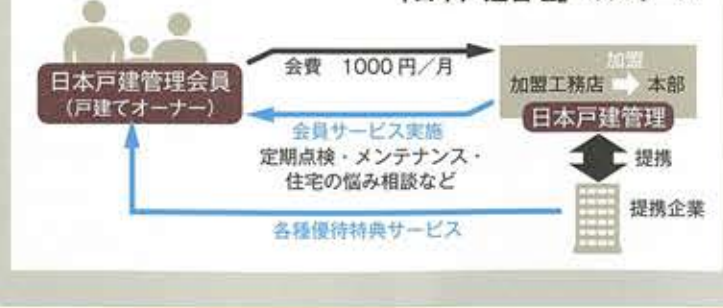 日本戸建管理会員
(戸建てオーナー)
会費 1000円/月
加盟
加盟工務店 本部
日本戸建管理
会員サービス実施
定期点検・メンテナンス・
住宅の悩み相談など
提携
提携企業
各種優待特典サービス